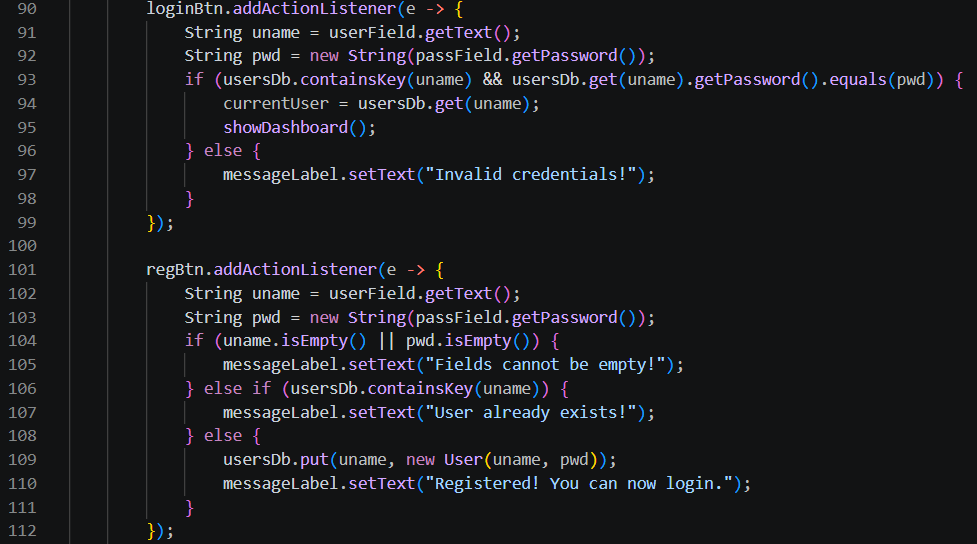 90 loginBtn.addActionListener(e -> {
91 String uname = userField.getText();
92 String pwd = new String(passField.getPassword());
93 if (usersDb.containsKey(uname) && usersDb.get(uname).getPassword().equals(pwd)) {
94 currentUser = usersDb.get(uname);
95 showDashboard();
96 } else {
97 messageLabel.setText("Invalid credentials!");
98 }
99 });
100
101 regBtn.addActionListener(e -> {
102 String uname = userField.getText();
103 String pwd = new String(passField.getPassword());
104 if (uname.isEmpty() || pwd.isEmpty()) {
105 messageLabel.setText("Fields cannot be empty!");
106 } else if (usersDb.containsKey(uname)) {
107 messageLabel.setText("User already exists!");
108 } else {
109 usersDb.put(uname, new User(uname, pwd));
110 messageLabel.setText("Registered! You can now login.");
111 }
112 });